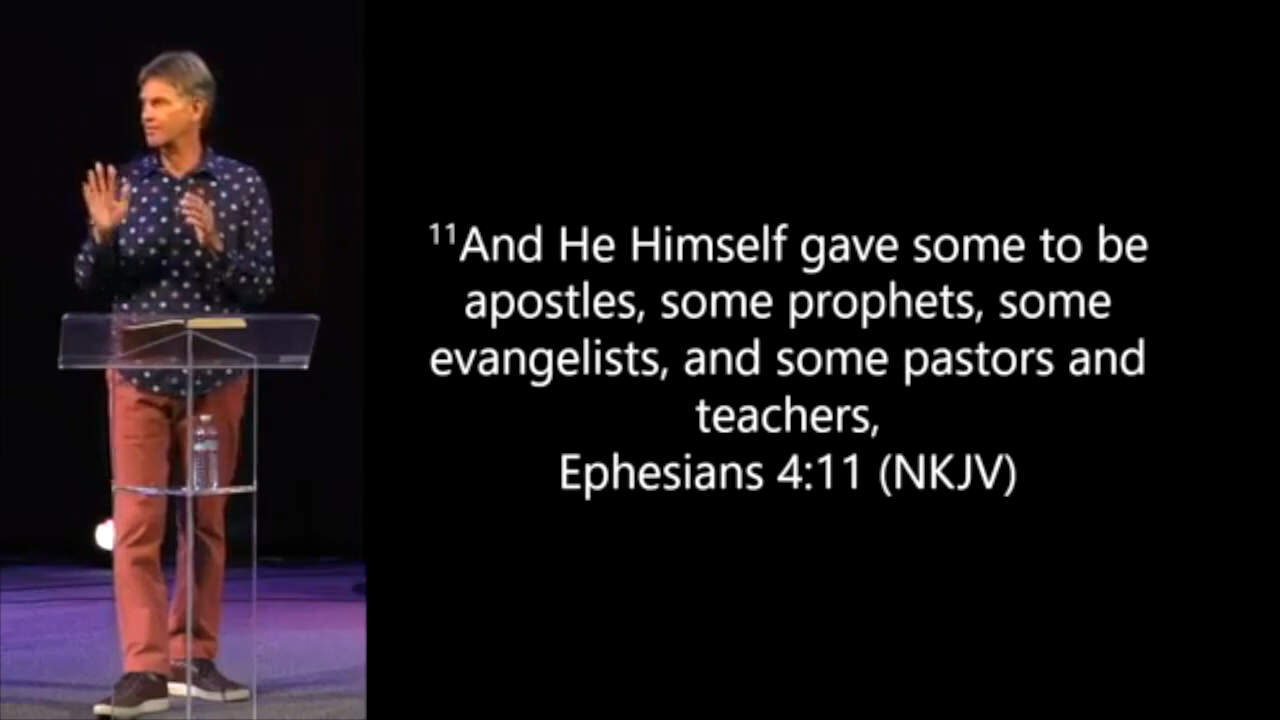 ¹¹And He Himself gave some to be
apostles, some prophets, some
evangelists, and some pastors and
teachers,
Ephesians 4:11 (NKJV)